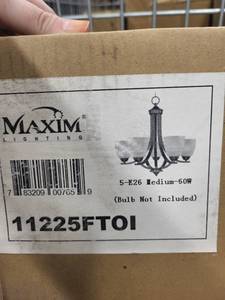 MAXIM
LIGHTING
5-E26 Medium-60W
(Bulb Not Included)
7 83209 00765 9
11225FTOI